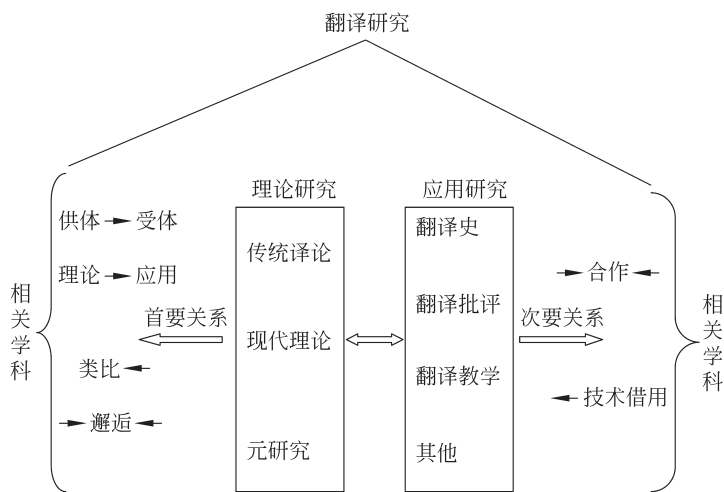 翻译研究
理论研究
应用研究
相关学科
供体
受体
理论
应用
首要关系
类比
邂逅
传统译论
现代理论
元研究
翻译史
翻译批评
翻译教学
其他
合作
次要关系
技术借用
相关学科